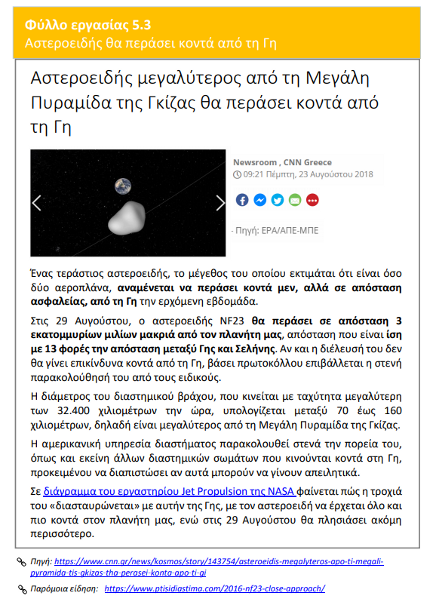 Φύλλο εργασίας 5.3
Αστεροειδής θα περάσει κοντά από τη Γη
Αστεροειδής μεγαλύτερος από τη Μεγάλη
Πυραμίδα της Γκίζας θα περάσει κοντά από
τη Γη
Newsroom , CNN Greece
09:21 Πέμπτη, 23 Αυγούστου 2018
· Πηγή: EPA/ΑΠΕ-ΜΠΕ
Ένας τεράστιος αστεροειδής, το μέγεθος του οποίου εκτιμάται ότι είναι όσο
δύο αεροπλάνα, αναμένεται να περάσει κοντά μεν, αλλά σε απόσταση
ασφαλείας, από τη Γη την ερχόμενη εβδομάδα.
Στις 29 Αυγούστου, ο αστεροειδής NF23 θα περάσει σε απόσταση 3
εκατομμυρίων μιλίων μακριά από τον πλανήτη μας, απόσταση που είναι ίση
με 13 φορές την απόσταση μεταξύ Γης και Σελήνης. Αν και η διέλευσή του δεν
θα γίνει επικίνδυνα κοντά από τη Γη, βάσει πρωτοκόλλου επιβάλλεται η στενή
παρακολούθησή του από τους ειδικούς.
Η διάμετρος του διαστημικού βράχου, που κινείται με ταχύτητα μεγαλύτερη
των 32.400 χιλιομέτρων την ώρα, υπολογίζεται μεταξύ 70 έως 160
χιλιομέτρων, δηλαδή είναι μεγαλύτερος από τη Μεγάλη Πυραμίδα της Γκίζας.
Η αμερικανική υπηρεσία διαστήματος παρακολουθεί στενά την πορεία του,
όπως και εκείνη άλλων διαστημικών σωμάτων που κινούνται κοντά στη Γη,
προκειμένου να διαπιστώσει αν αυτά μπορούν να γίνουν απειλητικά.
Σε διάγραμμα του εργαστηρίου Jet Propulsion της NASA φαίνεται πώς η τροχιά
του «διασταυρώνεται» με αυτήν της Γης, με τον αστεροειδή να έρχεται όλο και
πιο κοντά στον πλανήτη μας, ενώ στις 29 Αυγούστου θα πλησιάσει ακόμη
περισσότερο.
Πηγή: https://www.cnn.gr/news/kosmos/story/143754/asteroeidis-megalyteros-apo-ti-megali-
pyramida-tis-gkizas-tha-perasei-konta-apo-ti-gi
Παρόμοια είδηση: https://www.ptisidiastima.com/2016-nf23-close-approach/